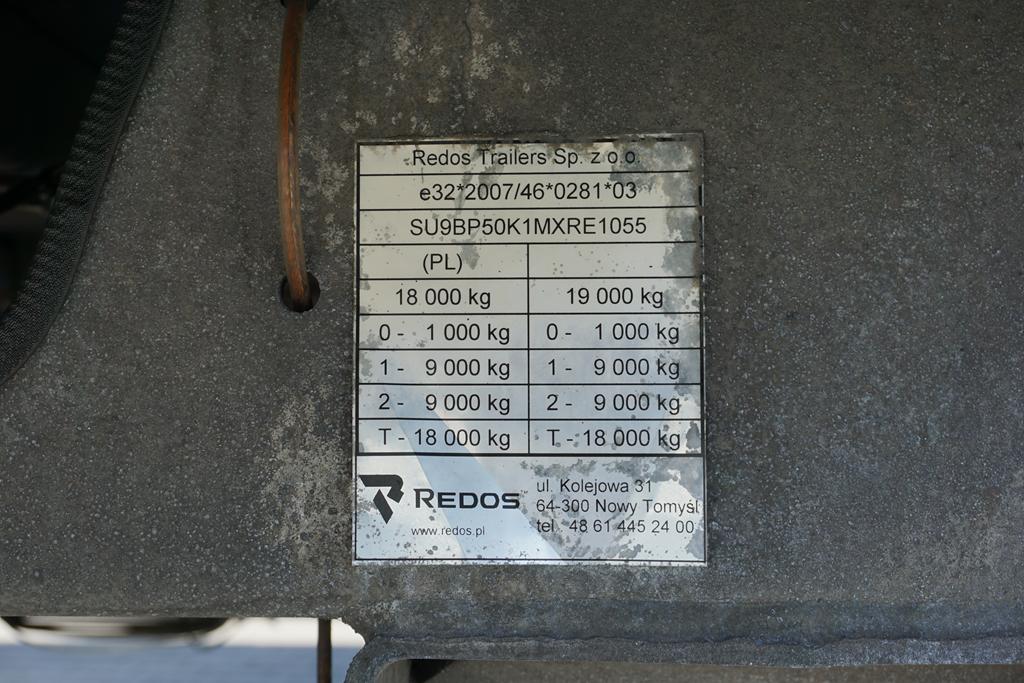 Redos Trailers Sp. z o.o.
e32*2007/46*0281*03
SU9BP50K1MXRE1055
(PL)
18 000 kg 19 000 kg
0 - 1 000 kg 0 - 1 000 kg
1 - 9 000 kg 1 - 9 000 kg
2 - 9 000 kg 2 - 9 000 kg
T - 18 000 kg T - 18 000 kg
REDOS
www.redos.pl
ul. Kolejowa 31
64-300 Nowy Tomyśl
tel. 48 61 445 24 00